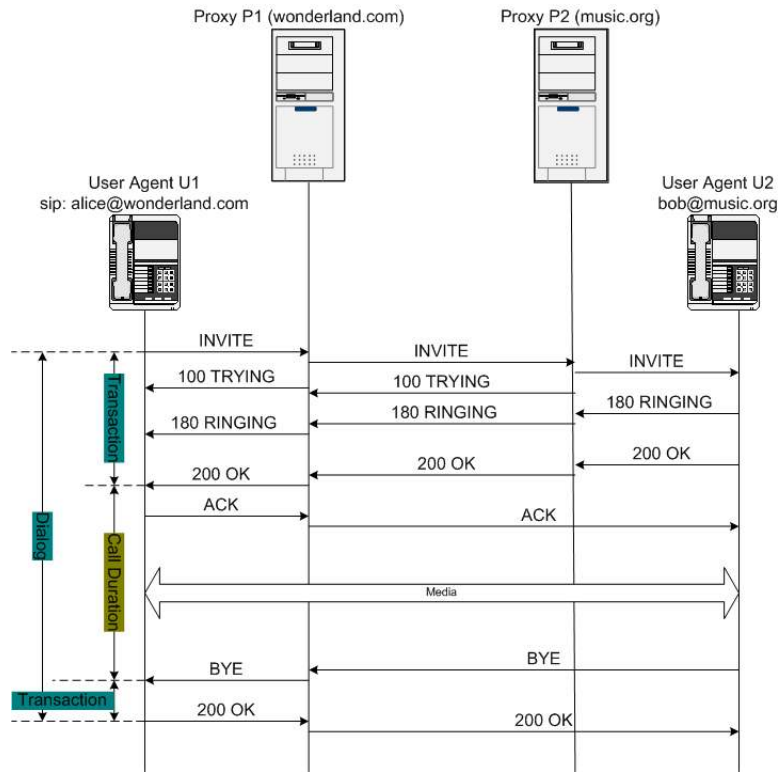 Proxy P1 (wonderland.com)
Proxy P2 (music.org)
User Agent U1
sip: alice@wonderland.com
User Agent U2
bob@music.org
INVITE
INVITE
INVITE
100 TRYING
100 TRYING
180 RINGING
180 RINGING
180 RINGING
200 OK
200 OK
200 OK
Transaction
ACK
ACK
Dialog
Call Duration
Media
BYE
BYE
Transaction
200 OK
200 OK